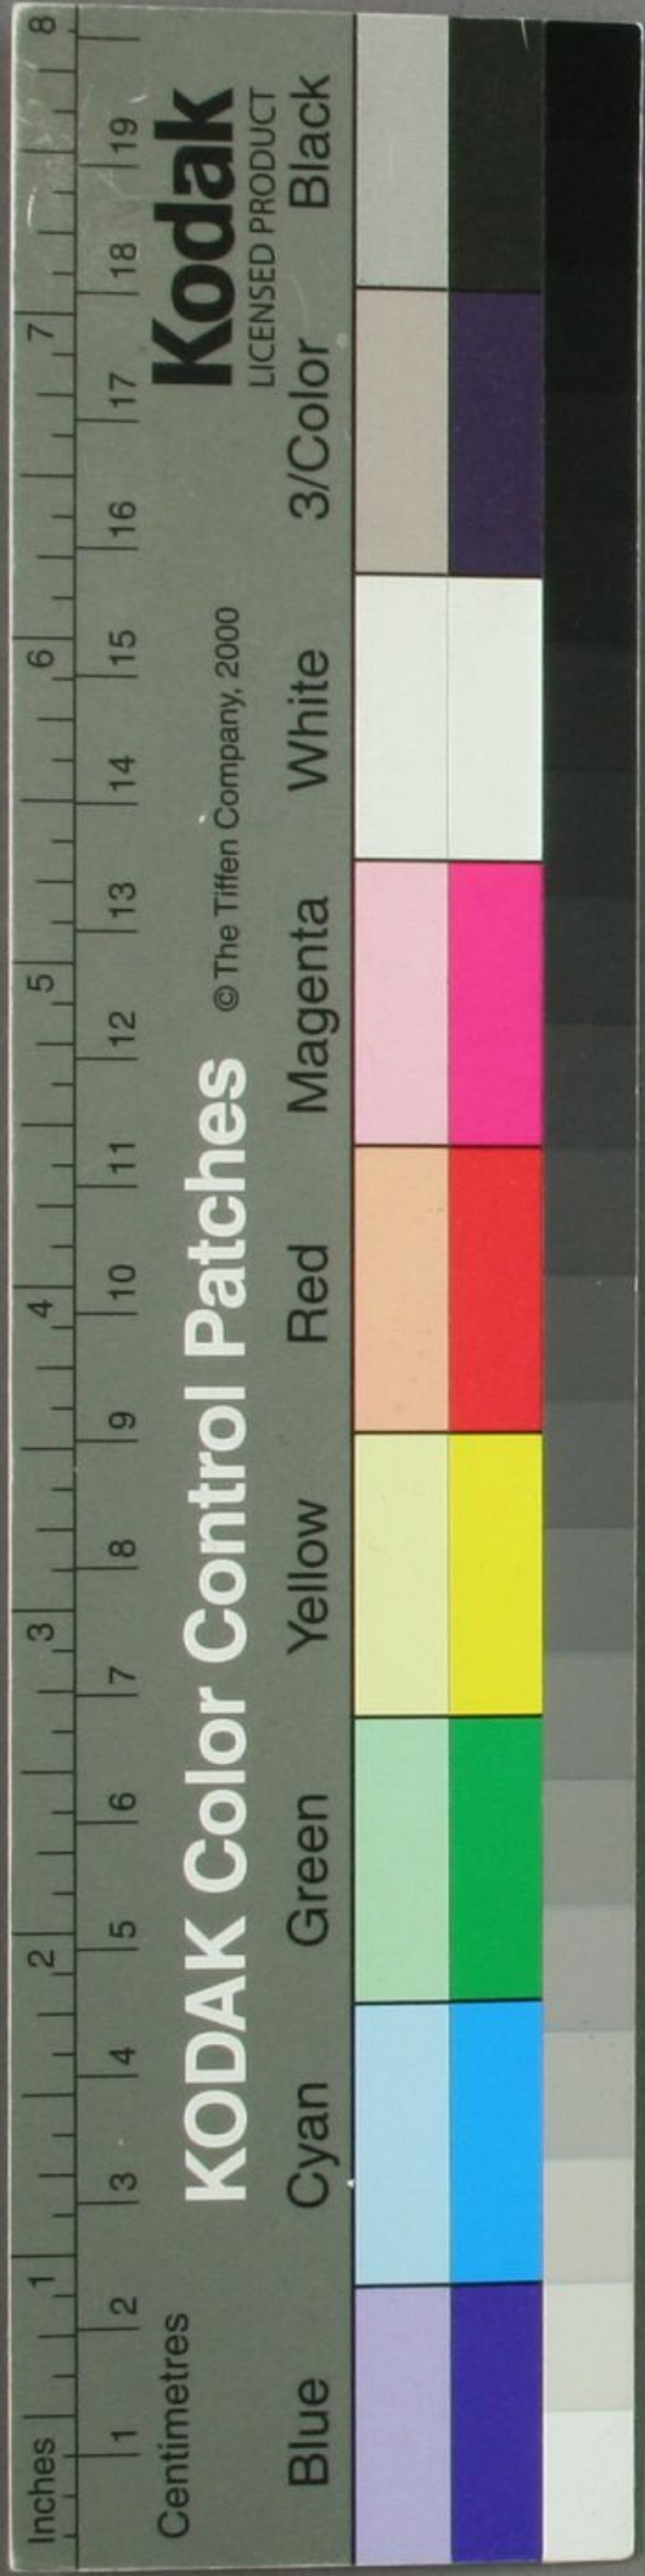 Inches 1 2 3 4 5 6 7 8
1 2 3 4 5 6 7 8 9 10 11 12 13 14 15 16 17 18 19
Centimetres
KODAK Color Control Patches
© The Tiffen Company, 2000
Kodak
LICENSED PRODUCT
Blue Cyan Green Yellow Red Magenta White 3/Color Black